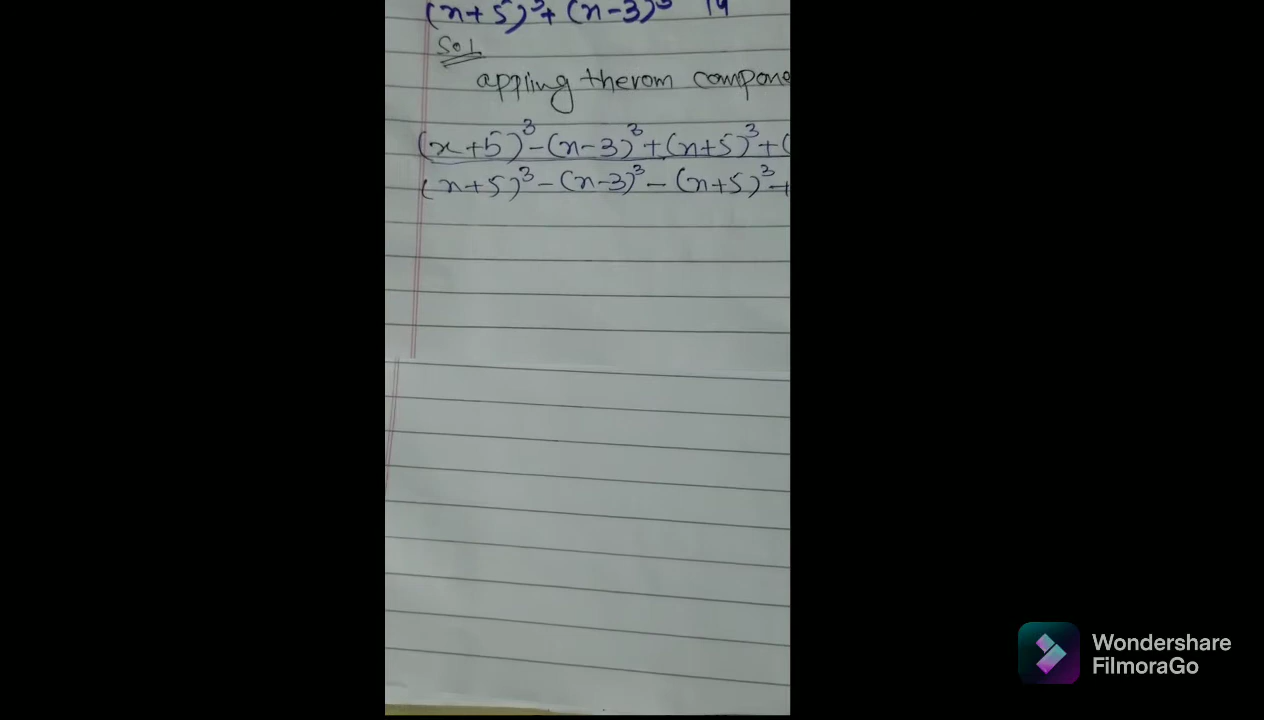 (x+5)³+(x-3)³ 14
Sol
appling therom compone
(x+5)³-(x-3)³+(x+5)³+(
(x+5)³-(x-3)³-(x+5)³+
Wondershare
FilmoraGo